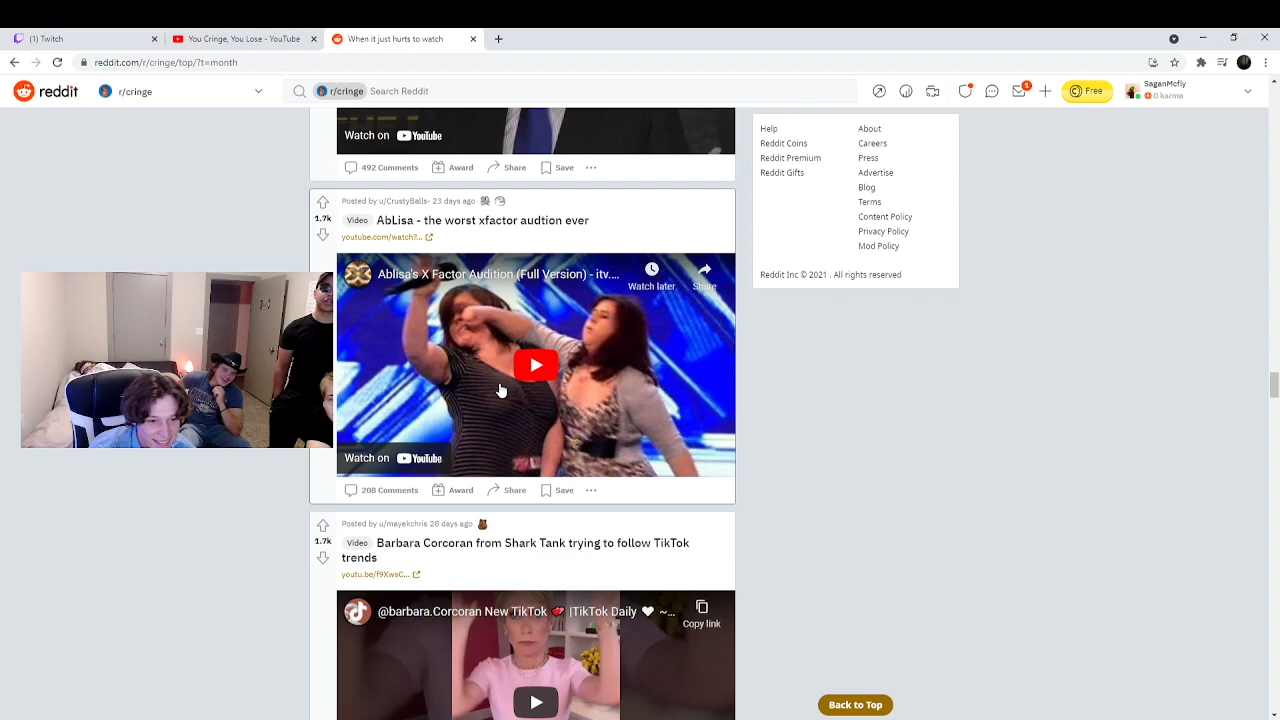 (1) Twitch
You Cringe, You Lose - YouTube
When it just hurts to watch
reddit.com/r/cringe/top/?t=month
reddit
r/cringe
r/cringe
Search Reddit
1
Free
SaganMcfly
0 karma
Watch on YouTube
492 Comments
Award
Share
Save
Help
Reddit Coins
Reddit Premium
Reddit Gifts
About
Careers
Press
Advertise
Blog
Terms
Content Policy
Privacy Policy
Mod Policy
Reddit Inc © 2021 . All rights reserved
Posted by u/CrustyBalls- 23 days ago
1.7k
Video AbLisa - the worst xfactor audtion ever
youtube.com/watch?...
Ablisa's X Factor Audition (Full Version) - itv....
Watch later
Share
Watch on YouTube
208 Comments
Award
Share
Save
Posted by u/mayekchris 28 days ago
1.7k
Video Barbara Corcoran from Shark Tank trying to follow TikTok
trends
youtu.be/f9XwsC...
@barbara.Corcoran New TikTok 💞 |TikTok Daily ♥ ~...
Copy link
Back to Top